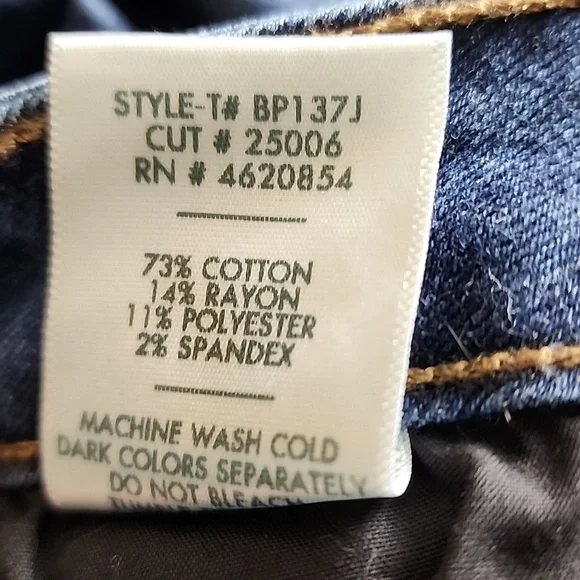 STYLE-T# BP137J
CUT # 25006
RN # 4620854
73% COTTON
14% RAYON
11% POLYESTER
2% SPANDEX
MACHINE WASH COLD
DARK COLORS SEPARATELY
DO NOT BLEACH